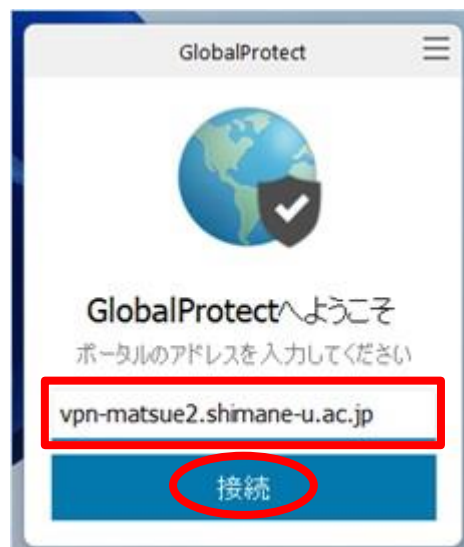 GlobalProtect
GlobalProtectへようこそ
ポータルのアドレスを入力してください
vpn-matsue2.shimane-u.ac.jp
接続